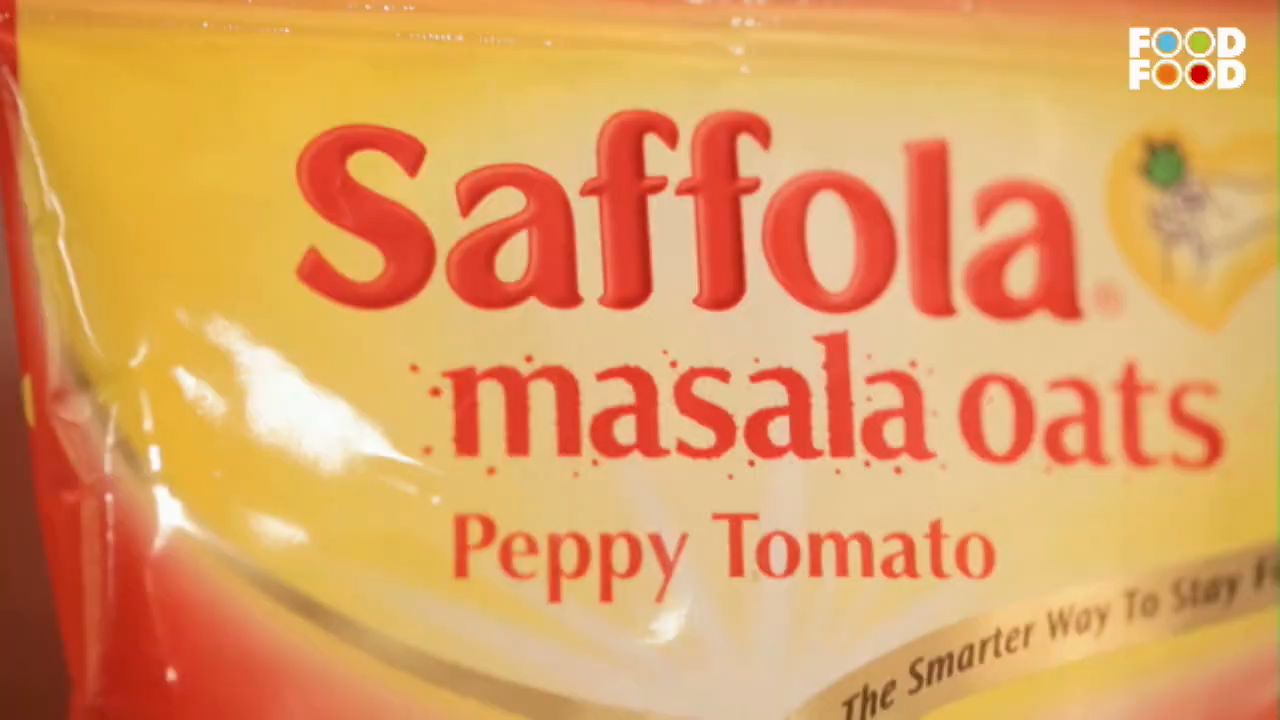 FOOD
FOOD
Saffola
masala oats
Peppy Tomato
The Smarter Way To Stay